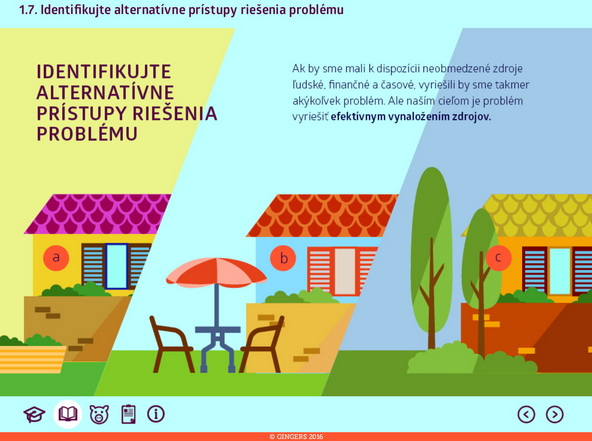 1.7. Identifikujte alternatívne prístupy riešenia problému
IDENTIFIKUJTE
ALTERNATÍVNE
PRÍSTUPY RIEŠENIA
PROBLÉMU
Ak by sme mali k dispozícii neobmedzené zdroje
ľudské, finančné a časové, vyriešili by sme takmer
akýkoľvek problém. Ale naším cieľom je problém
vyriešiť efektívnym vynaložením zdrojov.
a
b
c
© GINGERS 2016